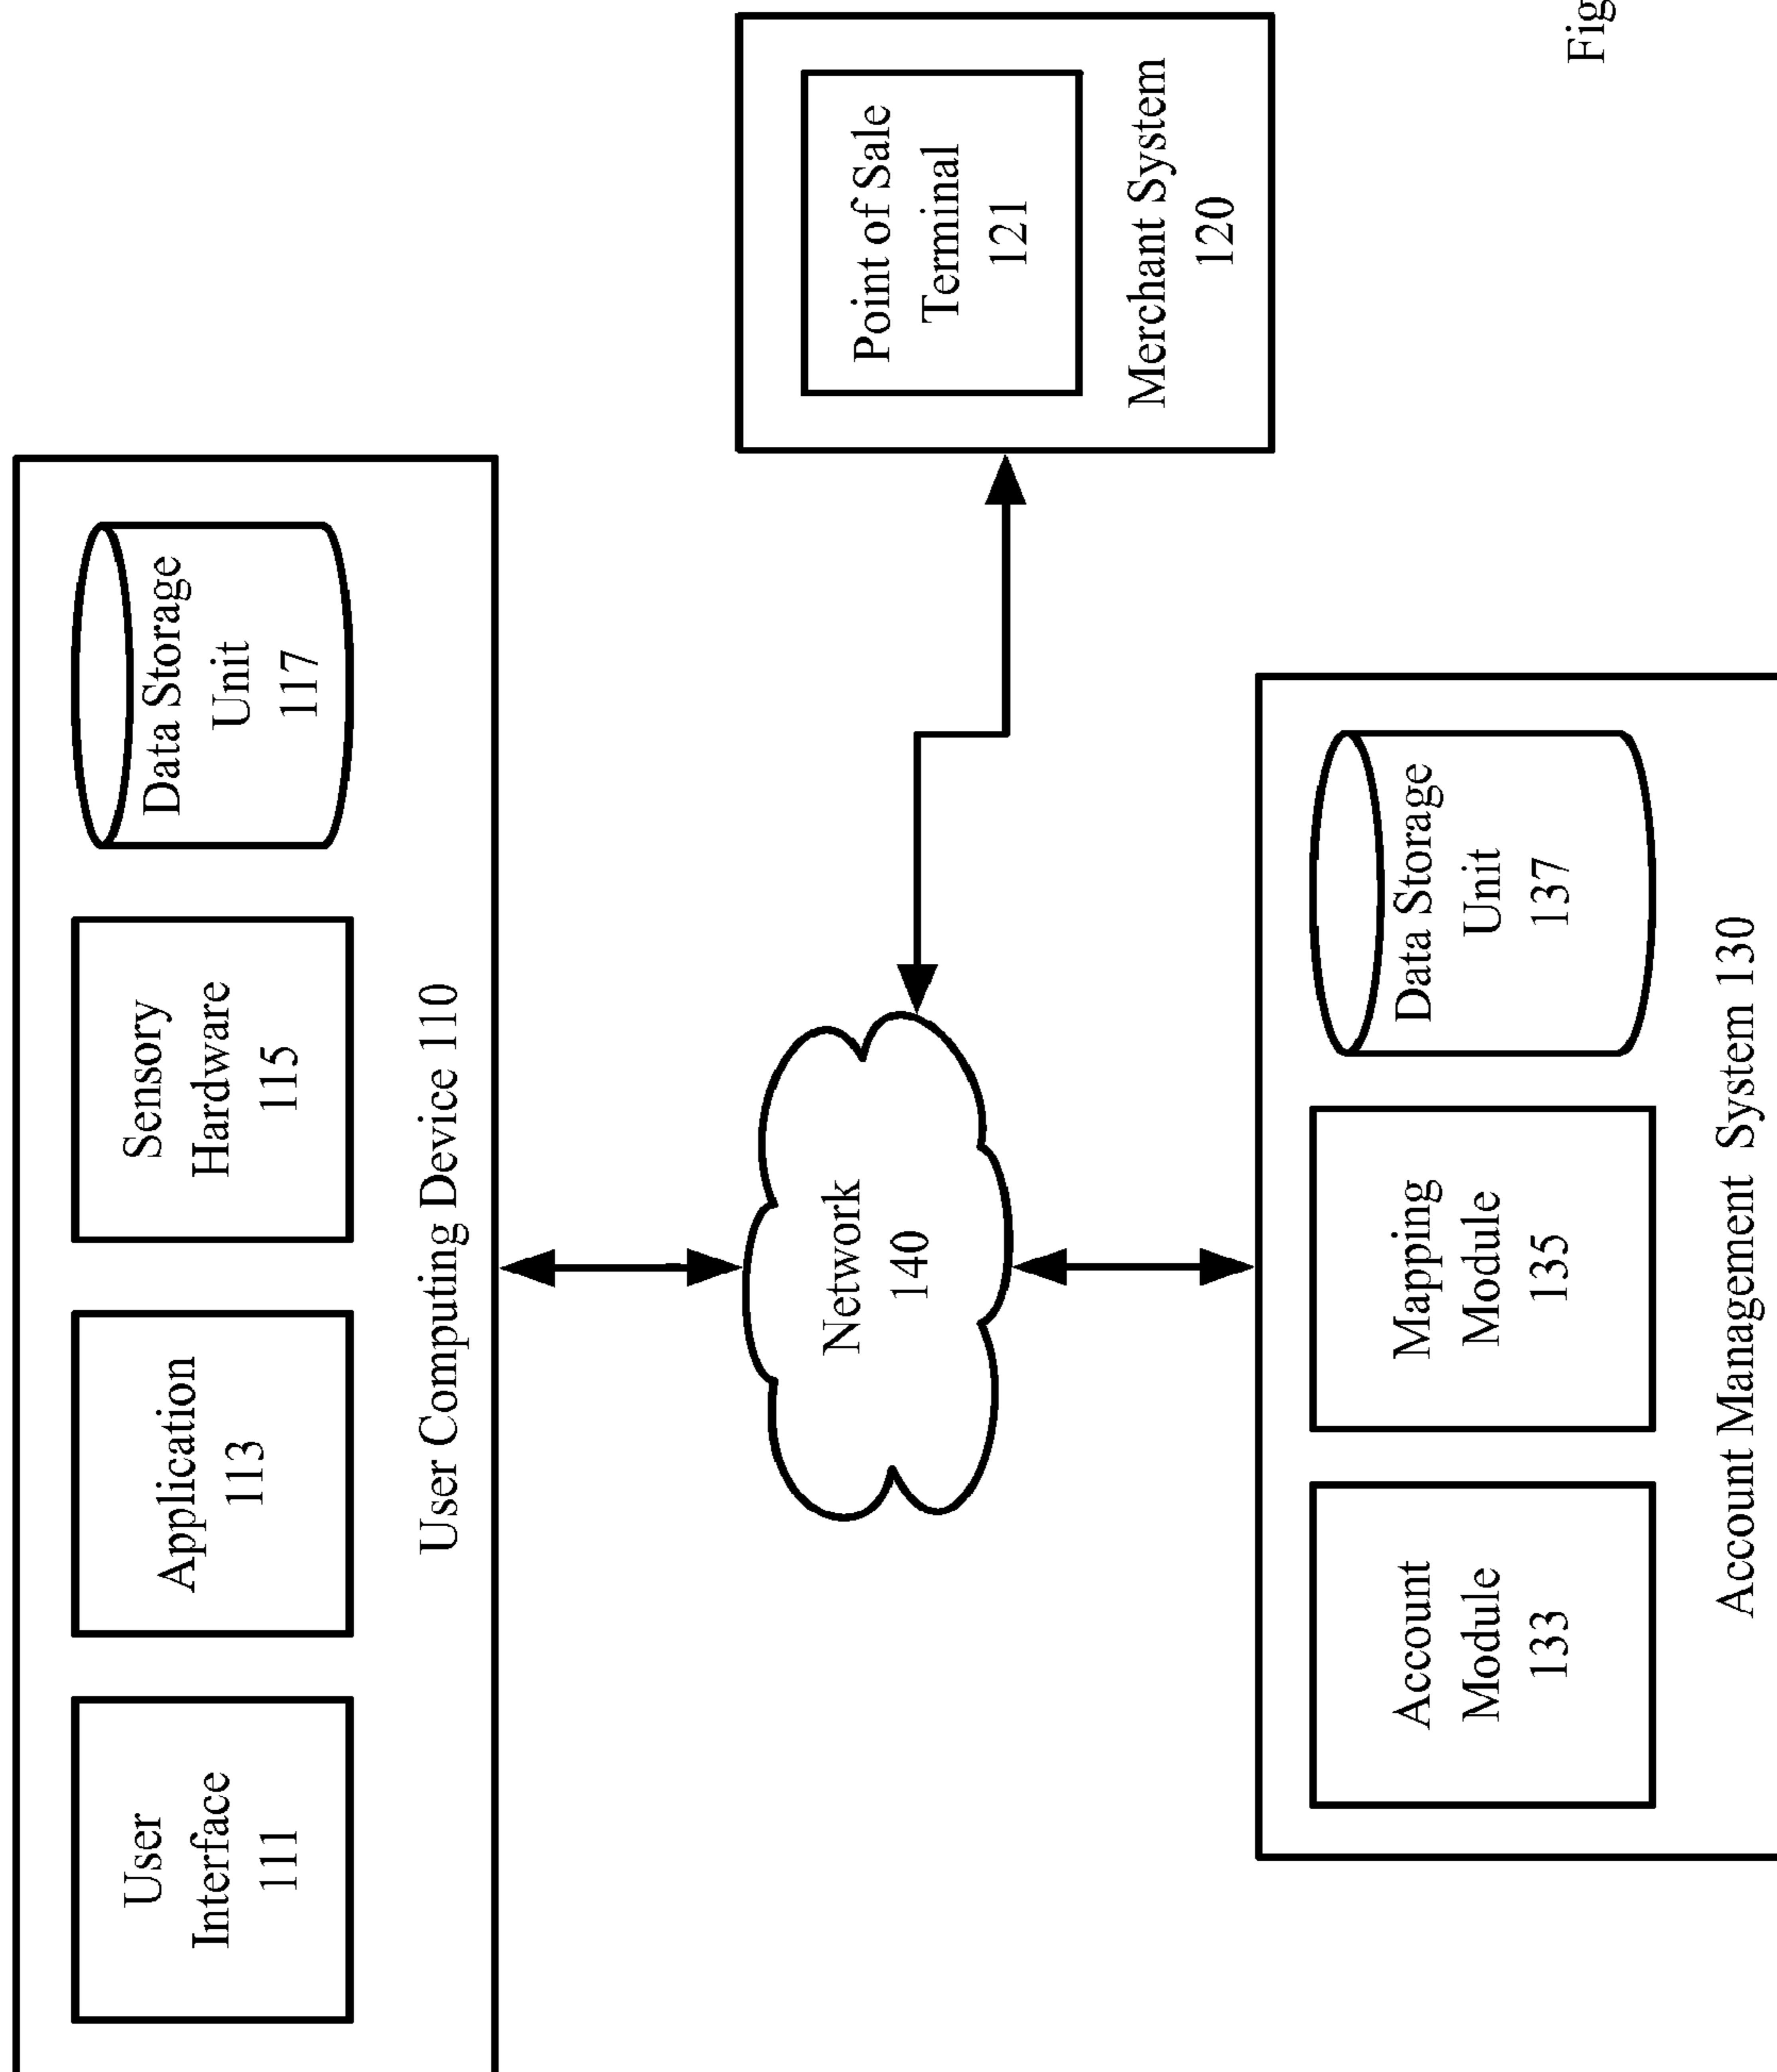 User
Interface
111
Application
113
Sensory
Hardware
115
Data Storage
Unit
117
User Computing Device 110
Network
140
Point of Sale
Terminal
121
Merchant System
120
Account
Module
133
Mapping
Module
135
Data Storage
Unit
137
Account Management System 130
Fig